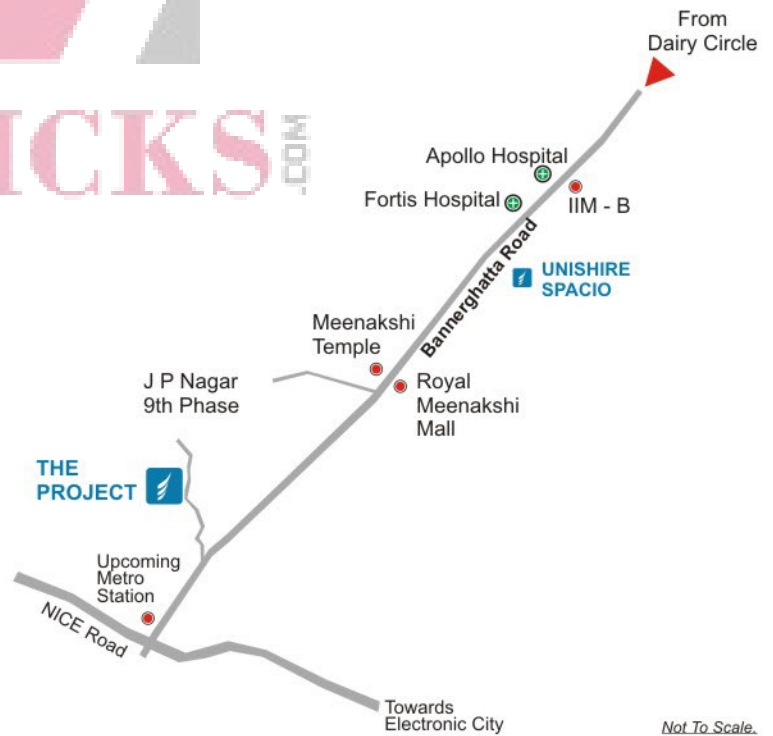 From
Dairy Circle
ICKS
.COM
Apollo Hospital
Fortis Hospital
IIM - B
Bannerghatta Road
UNISHIRE
SPACIO
Meenakshi
Temple
J P Nagar
9th Phase
Royal
Meenakshi
Mall
THE
PROJECT
Upcoming
Metro
Station
NICE Road
Towards
Electronic City
Not To Scale.